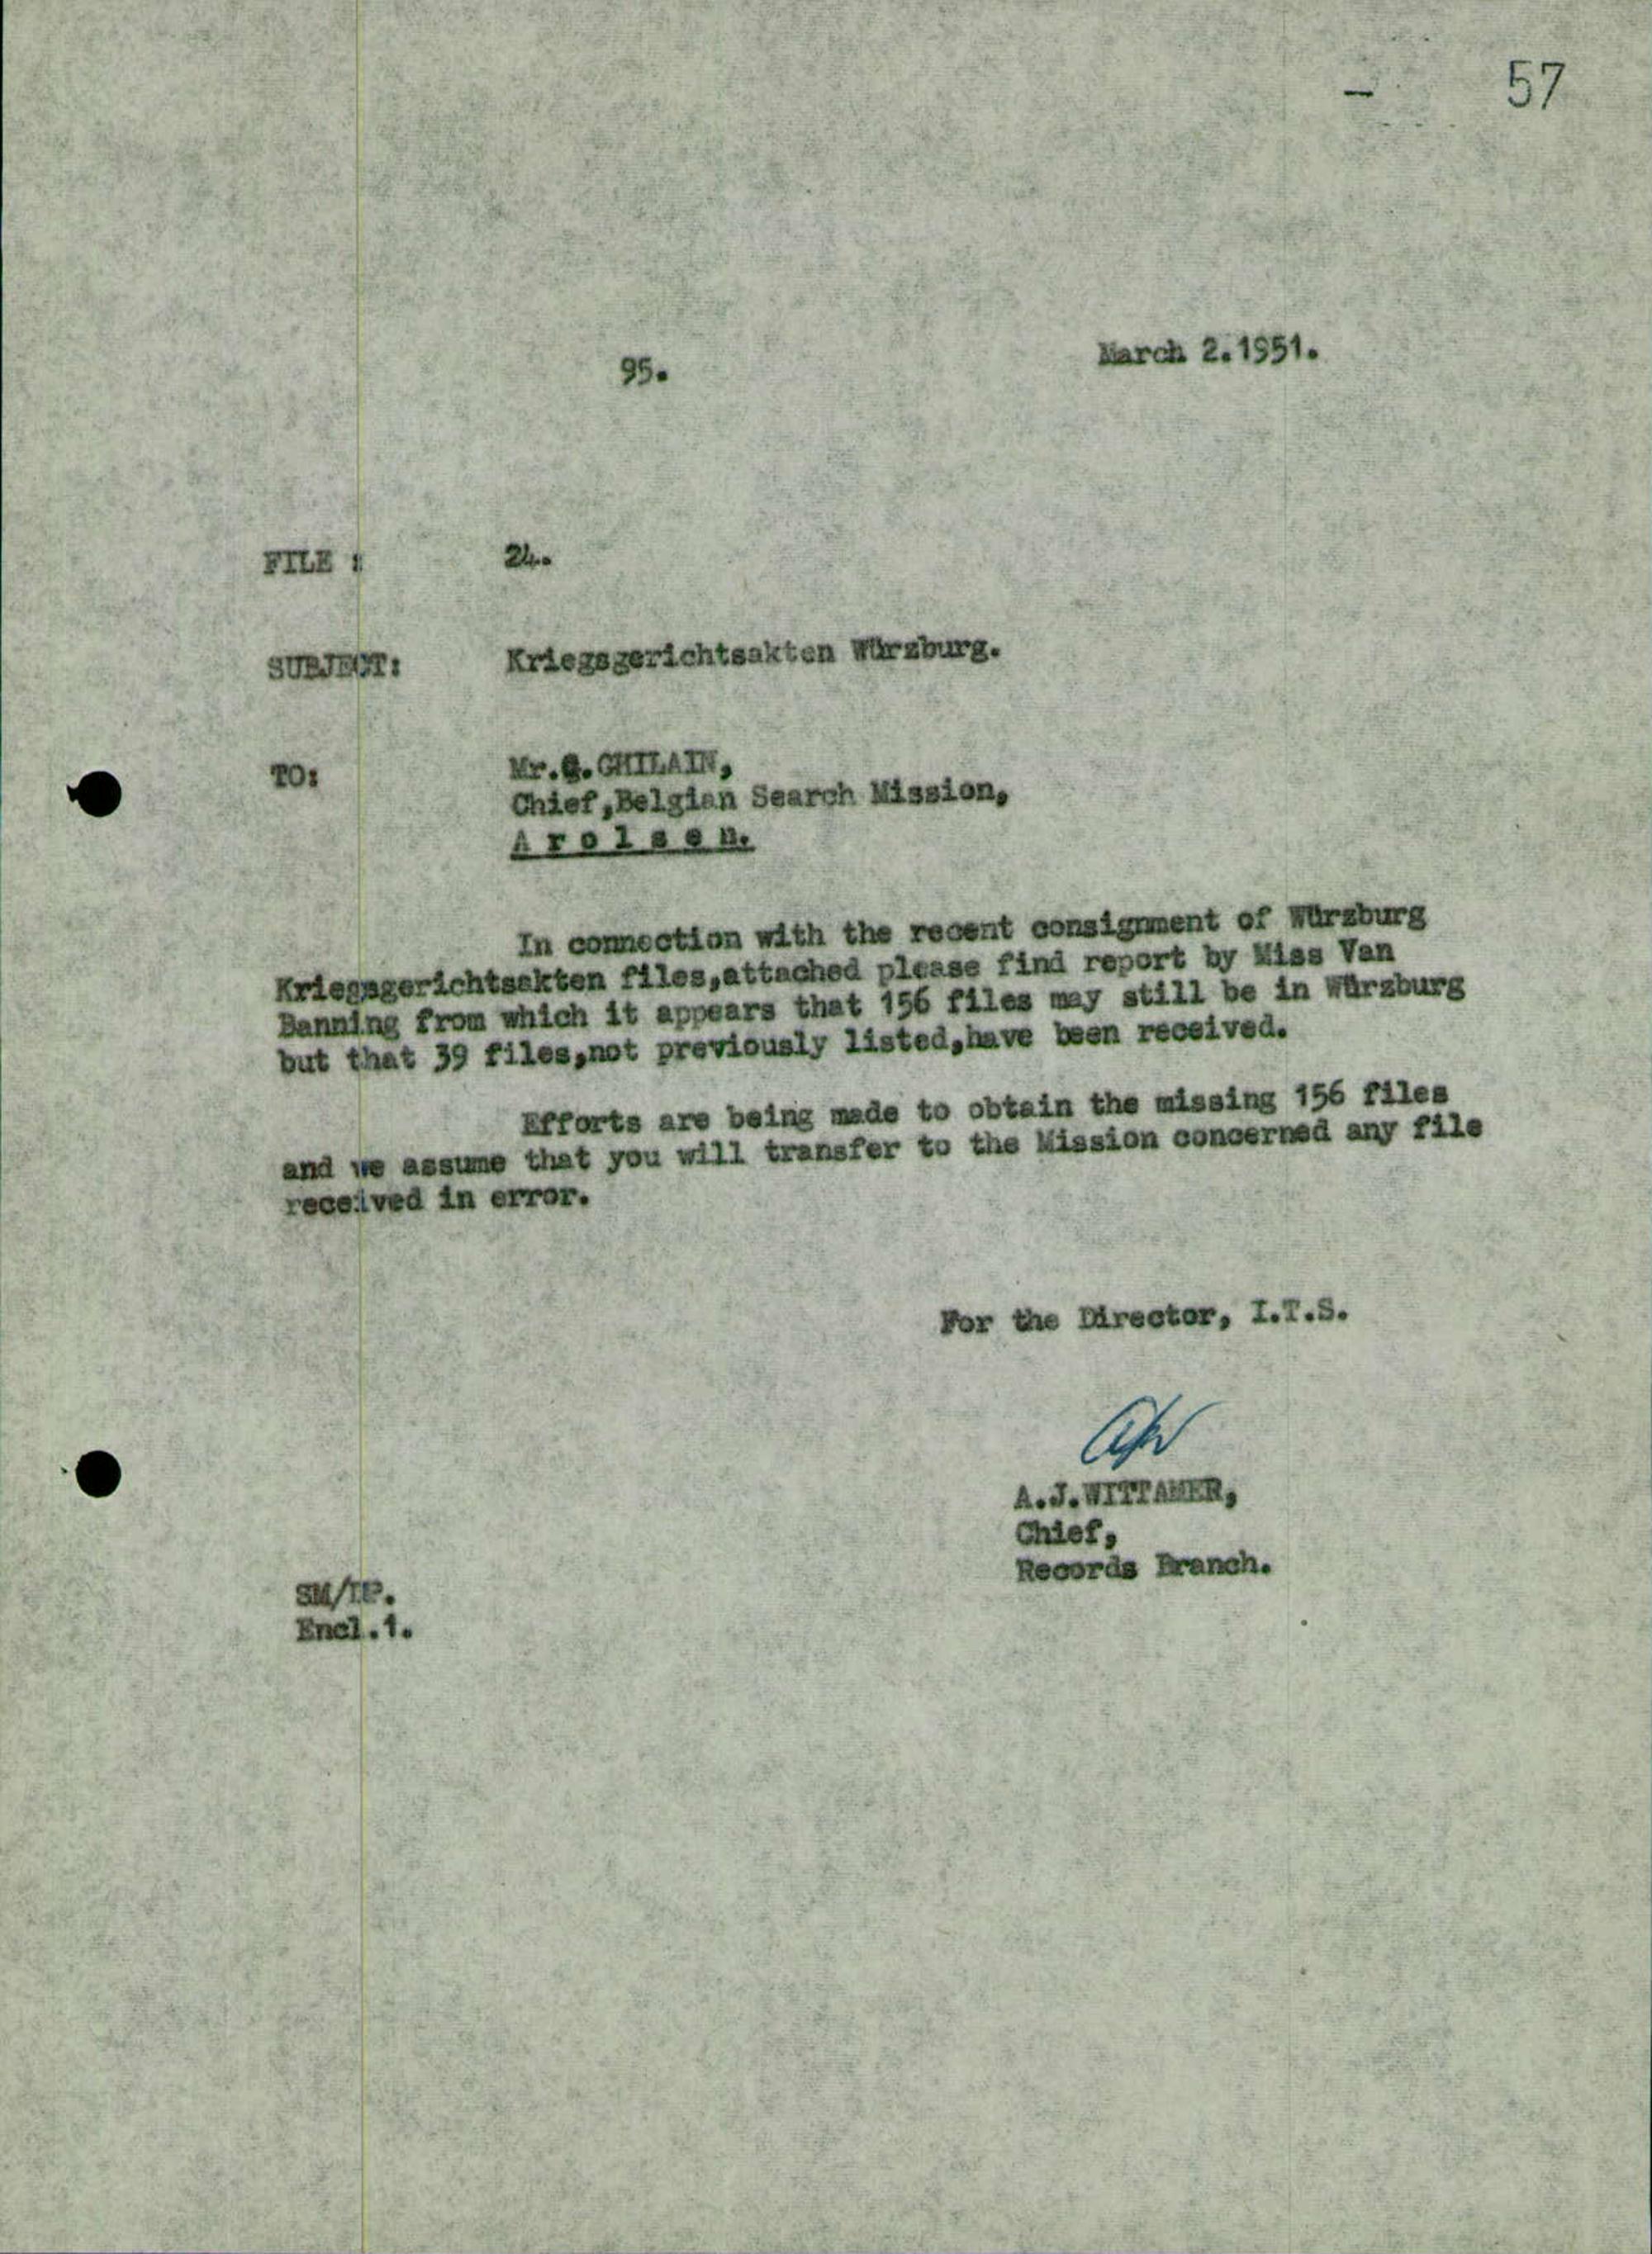 - 57
March 2.1951.
95.
FILE : 24.
SUBJECT: Kriegsgerichtsakten Würzburg.
TO: Mr.G.GHILAIN,
Chief,Belgian Search Mission,
A r o l s e n.
In connection with the recent consignment of Würzburg
Kriegsgerichtsakten files,attached please find report by Miss Van
Banning from which it appears that 156 files may still be in Würzburg
but that 39 files,not previously listed,have been received.
Efforts are being made to obtain the missing 156 files
and we assume that you will transfer to the Mission concerned any file
received in error.
For the Director, I.T.S.
A.J.WITTAMER,
Chief,
Records Branch.
SM/
Encl.1.